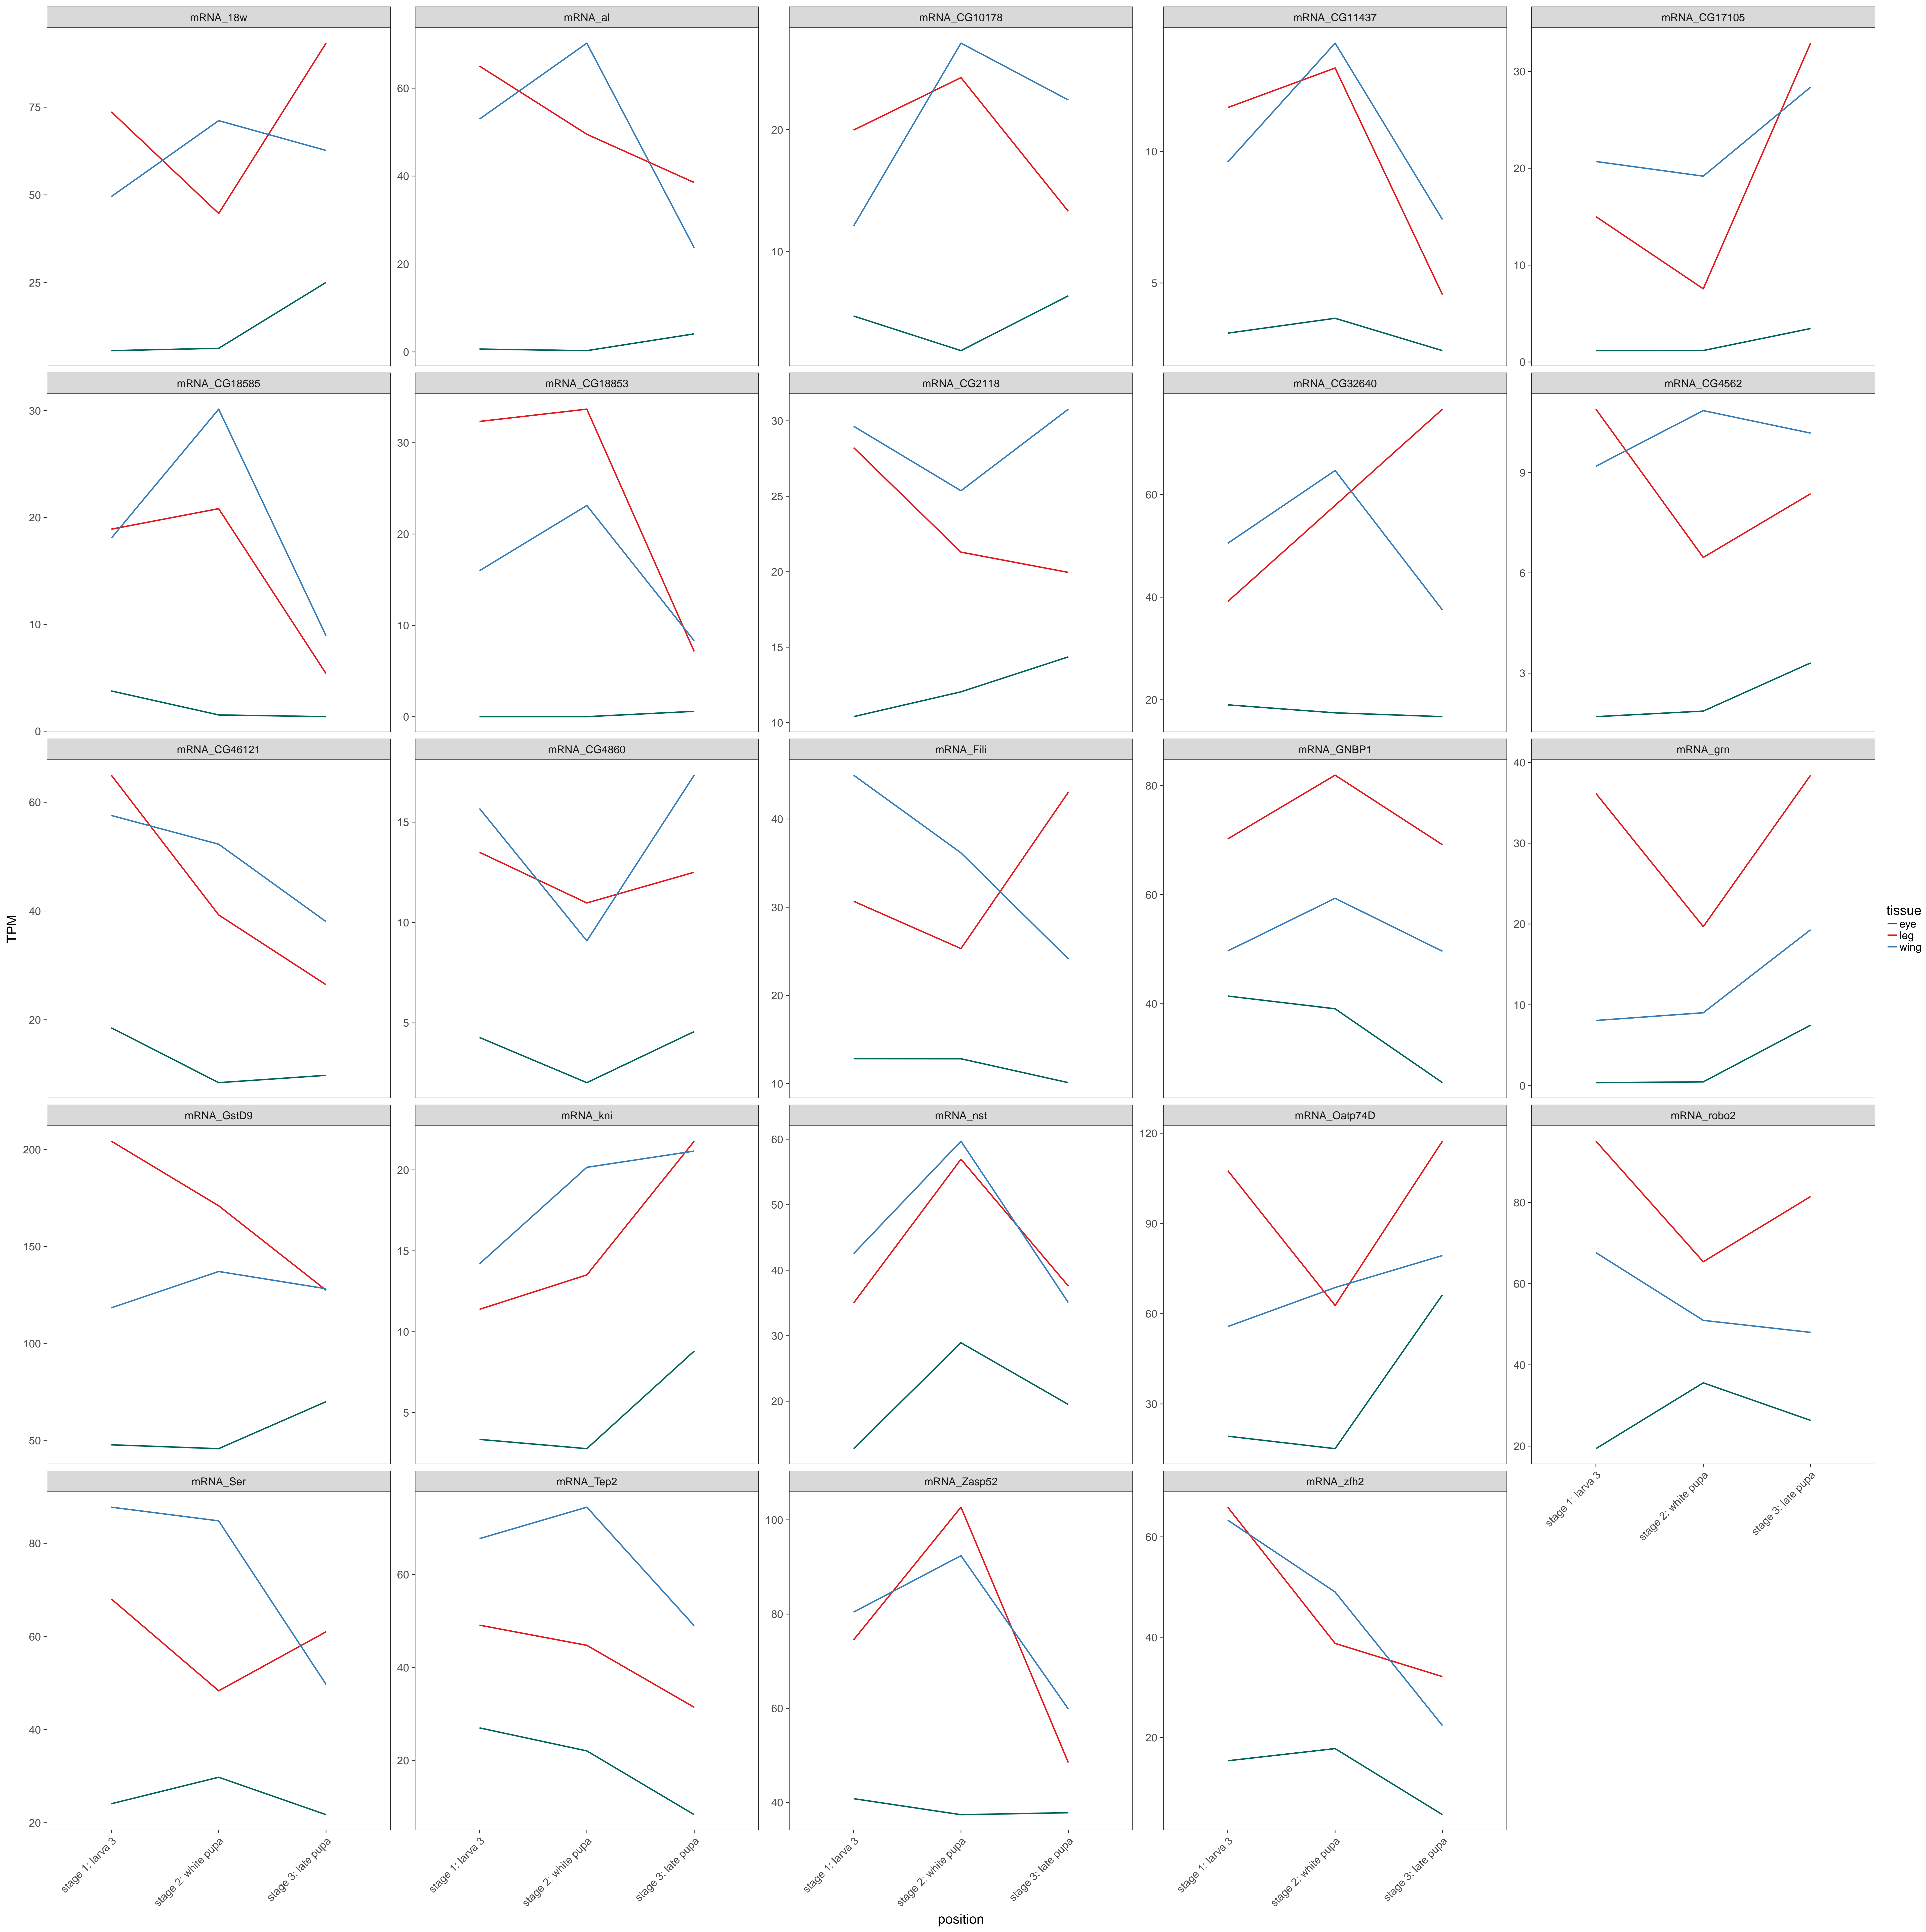 mRNA_18w
mRNA_al
mRNA_CG10178
mRNA_CG11437
mRNA_CG17105
75
50
25
60
40
20
0
20
10
10
5
30
20
10
0
mRNA_CG18585
mRNA_CG18853
mRNA_CG2118
mRNA_CG32640
mRNA_CG4562
30
20
10
0
30
20
10
0
30
25
20
15
10
60
40
20
9
6
3
mRNA_CG46121
mRNA_CG4860
mRNA_Fili
mRNA_GNBP1
mRNA_grn
60
40
20
15
10
5
40
30
20
10
80
60
40
40
30
20
10
0
TPM
tissue
eye
leg
wing
mRNA_GstD9
mRNA_kni
mRNA_nst
mRNA_Oatp74D
mRNA_robo2
200
150
100
50
20
15
10
5
60
50
40
30
20
120
90
60
30
80
60
40
20
stage 1: larva 3
stage 2: white pupa
stage 3: late pupa
mRNA_Ser
mRNA_Tep2
mRNA_Zasp52
mRNA_zfh2
80
60
40
20
60
40
20
100
80
60
40
60
40
20
stage 1: larva 3
stage 2: white pupa
stage 3: late pupa
stage 1: larva 3
stage 2: white pupa
stage 3: late pupa
stage 1: larva 3
stage 2: white pupa
stage 3: late pupa
stage 1: larva 3
stage 2: white pupa
stage 3: late pupa
position